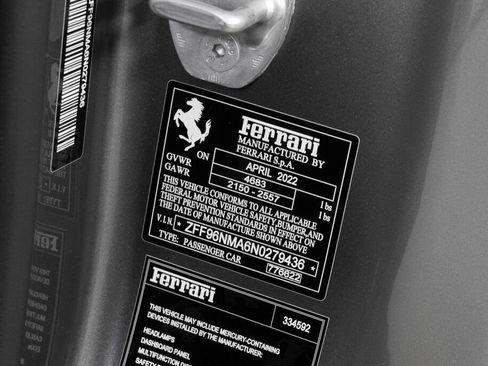 ZFF96NMA6N0279436
Ferrari
MANUFACTURED BY
FERRARI S.p.A.
ON APRIL 2022
GVWR 4683 lbs
GAWR 2150 - 2557 lbs
THIS VEHICLE CONFORMS TO ALL APPLICABLE
FEDERAL MOTOR VEHICLE SAFETY, BUMPER, AND
THEFT PREVENTION STANDARDS IN EFFECT ON
THE DATE OF MANUFACTURE SHOWN ABOVE
V.I.N. * ZFF96NMA6N0279436 *
TYPE: PASSENGER CAR 776822
Ferrari 334592
THIS VEHICLE MAY INCLUDE MERCURY-CONTAINING
DEVICES INSTALLED BY THE MANUFACTURER:
HEADLAMPS
DASHBOARD PANEL
MULTIFUNCTION